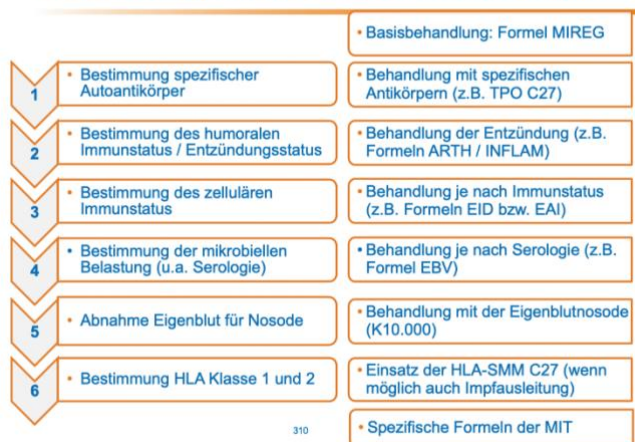 • Basisbehandlung: Formel MIREG
1
• Bestimmung spezifischer
Autoantikörper
• Behandlung mit spezifischen
Antikörpern (z.B. TPO C27)
2
• Bestimmung des humoralen
Immunstatus / Entzündungsstatus
• Behandlung der Entzündung (z.B.
Formeln ARTH / INFLAM)
3
• Bestimmung des zellulären
Immunstatus
• Behandlung je nach Immunstatus
(z.B. Formeln EID bzw. EAI)
4
• Bestimmung der mikrobiellen
Belastung (u.a. Serologie)
• Behandlung je nach Serologie (z.B.
Formel EBV)
5
• Abnahme Eigenblut für Nosode
• Behandlung mit der Eigenblutnosode
(K10.000)
6
• Bestimmung HLA Klasse 1 und 2
• Einsatz der HLA-SMM C27 (wenn
möglich auch Impfausleitung)
310
• Spezifische Formeln der MIT